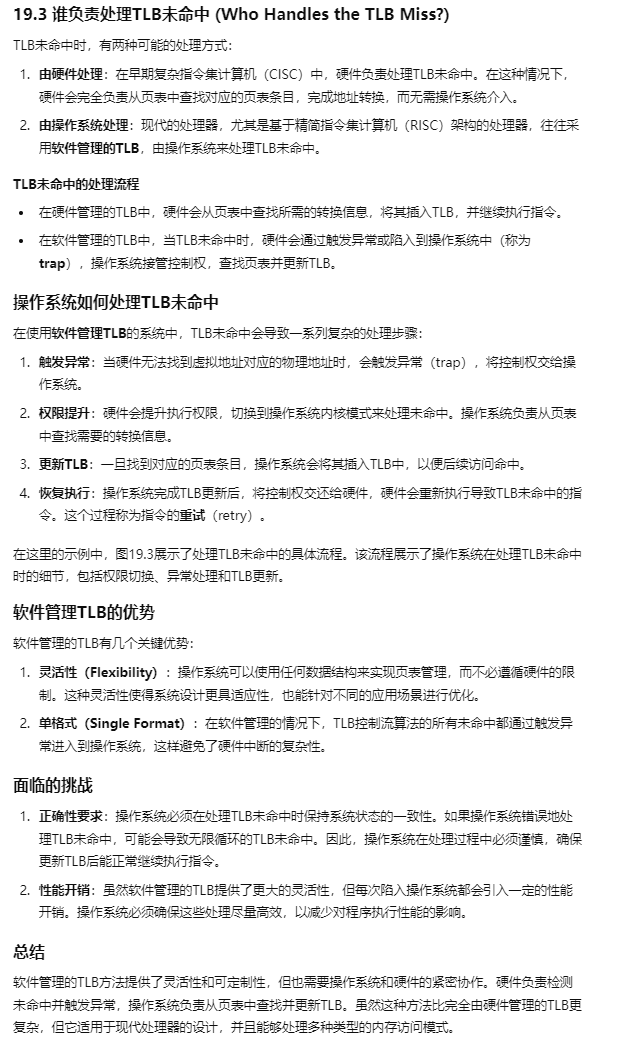 19.3 谁负责处理TLB未命中 (Who Handles the TLB Miss?)
TLB未命中时，有两种可能的处理方式：
1. 由硬件处理：在早期复杂指令集计算机（CISC）中，硬件负责处理TLB未命中。在这种情况下，
硬件会完全负责从页表中查找对应的页表条目，完成地址转换，而无需操作系统介入。
2. 由操作系统处理：现代的处理器，尤其是基于精简指令集计算机（RISC）架构的处理器，往往采
用软件管理的TLB，由操作系统来处理TLB未命中。
TLB未命中的处理流程
• 在硬件管理的TLB中，硬件会从页表中查找所需的转换信息，将其插入TLB，并继续执行指令。
• 在软件管理的TLB中，当TLB未命中时，硬件会通过触发异常或陷入到操作系统中（称为
trap），操作系统接管控制权，查找页表并更新TLB。
操作系统如何处理TLB未命中
在使用软件管理TLB的系统中，TLB未命中会导致一系列复杂的处理步骤：
1. 触发异常：当硬件无法找到虚拟地址对应的物理地址时，会触发异常（trap），将控制权交给操
作系统。
2. 权限提升：硬件会提升执行权限，切换到操作系统内核模式来处理未命中。操作系统负责从页表
中查找需要的转换信息。
3. 更新TLB：一旦找到对应的页表条目，操作系统会将其插入TLB中，以便后续访问命中。
4. 恢复执行：操作系统完成TLB更新后，将控制权交还给硬件，硬件会重新执行导致TLB未命中的指
令。这个过程称为指令的重试（retry）。
在这里的示例中，图19.3展示了处理TLB未命中的具体流程。该流程展示了操作系统在处理TLB未命中
时的细节，包括权限切换、异常处理和TLB更新。
软件管理TLB的优势
软件管理的TLB有几个关键优势：
1. 灵活性（Flexibility）：操作系统可以使用任何数据结构来实现页表管理，而不必遵循硬件的限
制。这种灵活性使得系统设计更具适应性，也能针对不同的应用场景进行优化。
2. 单格式（Single Format）：在软件管理的情况下，TLB控制流算法的所有未命中都通过触发异
常进入到操作系统，这样避免了硬件中断的复杂性。
面临的挑战
1. 正确性要求：操作系统必须在处理TLB未命中时保持系统状态的一致性。如果操作系统错误地处
理TLB未命中，可能会导致无限循环的TLB未命中。因此，操作系统在处理过程中必须谨慎，确保
更新TLB后能正常继续执行指令。
2. 性能开销：虽然软件管理的TLB提供了更大的灵活性，但每次陷入操作系统都会引入一定的性能
开销。操作系统必须确保这些处理尽量高效，以减少对程序执行性能的影响。
总结
软件管理的TLB方法提供了灵活性和可定制性，但也需要操作系统和硬件的紧密协作。硬件负责检测
未命中并触发异常，操作系统负责从页表中查找并更新TLB。虽然这种方法比完全由硬件管理的TLB更
复杂，但它适用于现代处理器的设计，并且能够处理多种类型的内存访问模式。